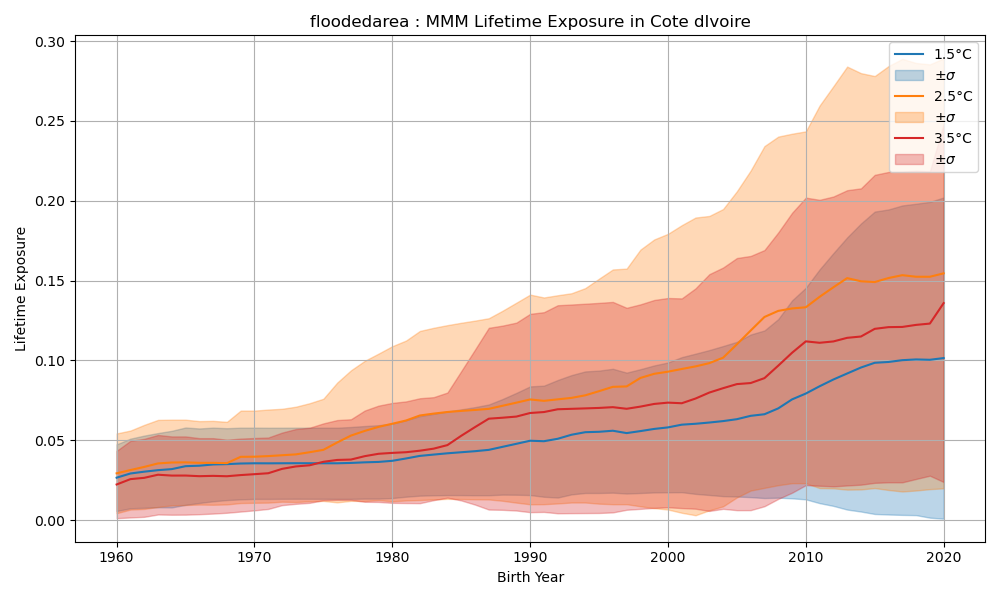 floodedarea : MMM Lifetime Exposure in Cote dIvoire
0.30
0.25
0.20
0.15
0.10
0.05
0.00
Lifetime Exposure
1960
1970
1980
1990
2000
2010
2020
Birth Year
1.5°C
±σ
2.5°C
±σ
3.5°C
±σ